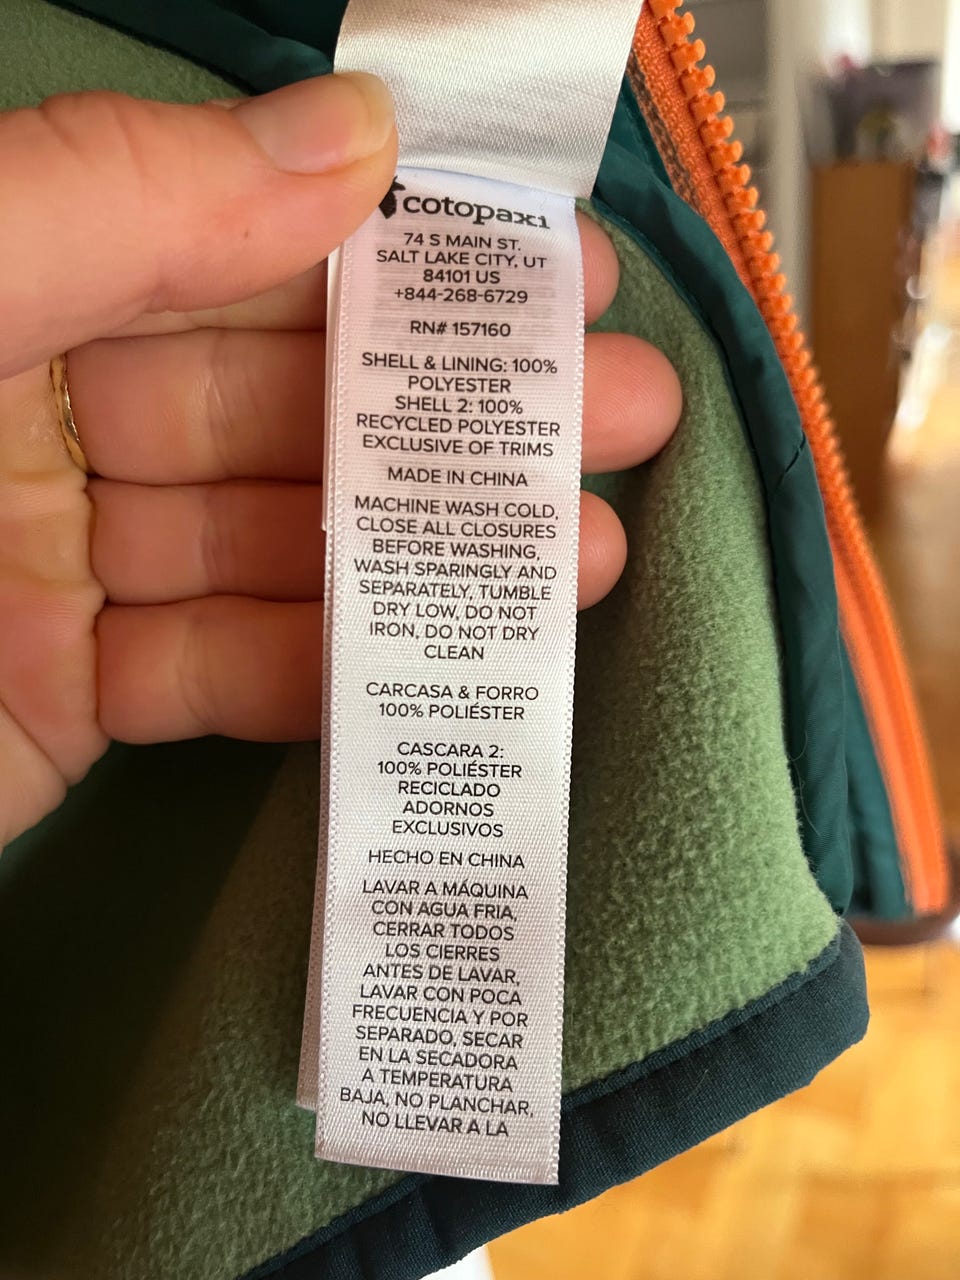 cotopaxi
74 S MAIN ST.
SALT LAKE CITY, UT
84101 US
+844-268-6729
RN# 157160
SHELL & LINING: 100%
POLYESTER
SHELL 2: 100%
RECYCLED POLYESTER
EXCLUSIVE OF TRIMS
MADE IN CHINA
MACHINE WASH COLD,
CLOSE ALL CLOSURES
BEFORE WASHING,
WASH SPARINGLY AND
SEPARATELY, TUMBLE
DRY LOW, DO NOT
IRON, DO NOT DRY
CLEAN
CARCASA & FORRO
100% POLIÉSTER
CASCARA 2:
100% POLIÉSTER
RECICLADO
ADORNOS
EXCLUSIVOS
HECHO EN CHINA
LAVAR A MÁQUINA
CON AGUA FRIA,
CERRAR TODOS
LOS CIERRES
ANTES DE LAVAR,
LAVAR CON POCA
FRECUENCIA Y POR
SEPARADO, SECAR
EN LA SECADORA
A TEMPERATURA
BAJA, NO PLANCHAR,
NO LLEVAR A LA